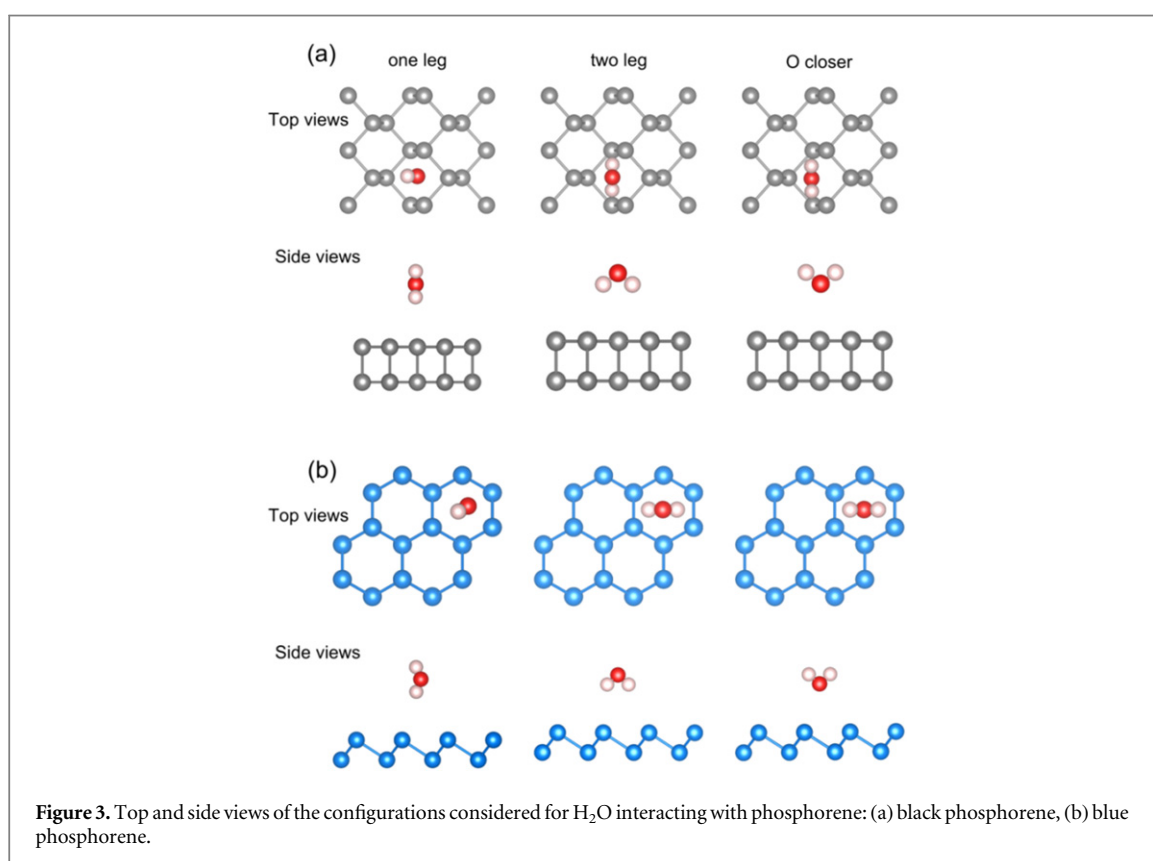 (a)
one leg
two leg
O closer
Top views
Side views
(b)
Top views
Side views
Figure 3. Top and side views of the configurations considered for H₂O interacting with phosphorene: (a) black phosphorene, (b) blue
phosphorene.